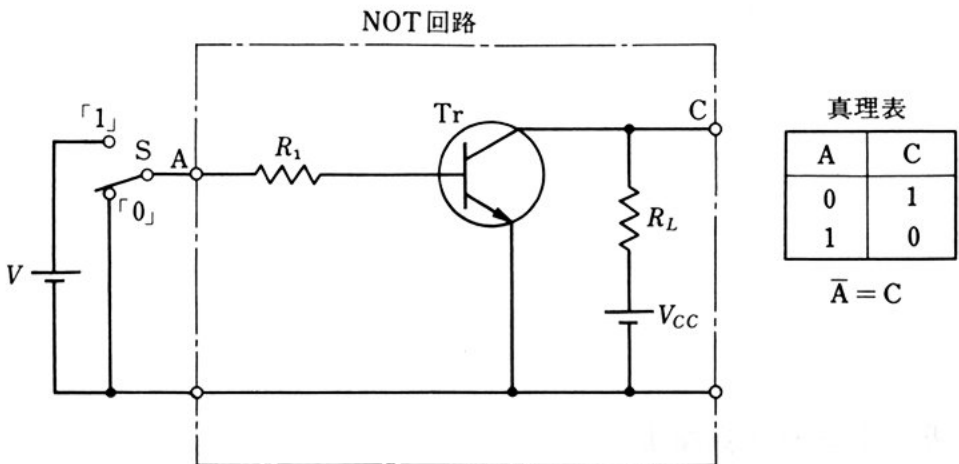 NOT回路
「1」
S
A
R₁
Tr
C
「0」
V
R_L
V_CC
真理表
A C
0 1
1 0
A̅ = C